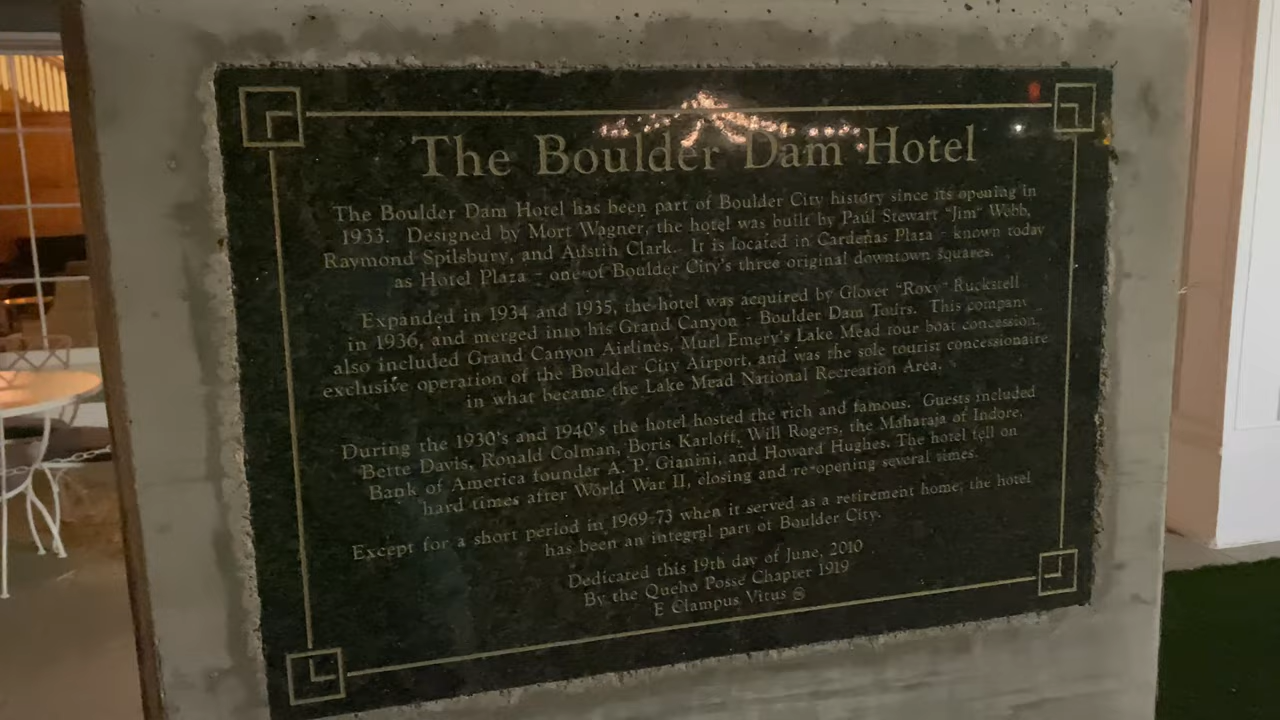 The Boulder Dam Hotel
The Boulder Dam Hotel has been part of Boulder City history since its opening in
1933. Designed by Mort Wagner, the hotel was built by Paul Stewart "Jim" Webb,
Raymond Spilsbury, and Austin Clark. It is located in Cardenas Plaza - known today
as Hotel Plaza - one of Boulder City's three original downtown squares.
Expanded in 1934 and 1935, the hotel was acquired by Glover "Roxy" Ruckstell
in 1936, and merged into his Grand Canyon - Boulder Dam Tours. This company
also included Grand Canyon Airlines, Murl Emery's Lake Mead tour boat concession,
exclusive operation of the Boulder City Airport, and was the sole tourist concessionaire
in what became the Lake Mead National Recreation Area.
During the 1930's and 1940's the hotel hosted the rich and famous. Guests included
Bette Davis, Ronald Colman, Boris Karloff, Will Rogers, the Maharaja of Indore,
Bank of America founder A. P. Gianini, and Howard Hughes. The hotel fell on
hard times after World War II, closing and re-opening several times.
Except for a short period in 1969-73 when it served as a retirement home, the hotel
has been an integral part of Boulder City.
Dedicated this 19th day of June, 2010
By the Queho Posse Chapter 1919
E Clampus Vitus